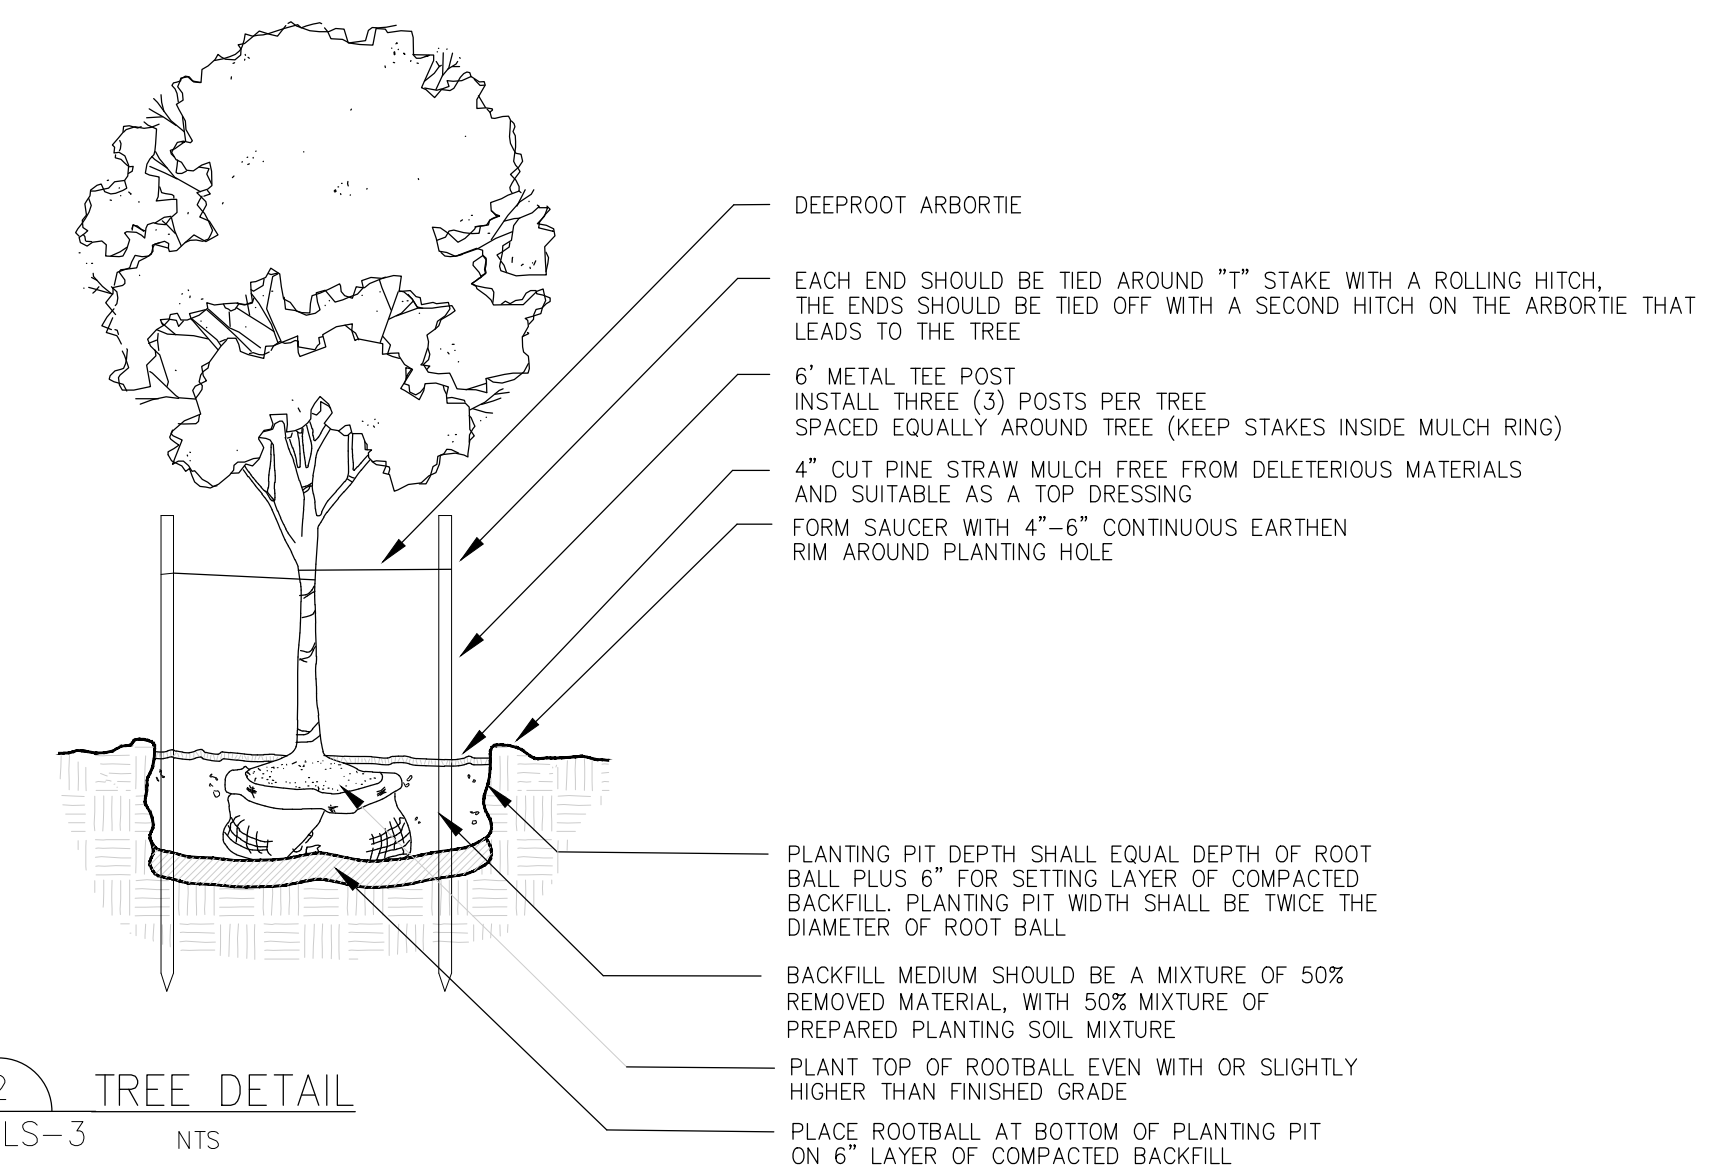 DEEPROOT ARBORTIE
EACH END SHOULD BE TIED AROUND "T" STAKE WITH A ROLLING HITCH,
THE ENDS SHOULD BE TIED OFF WITH A SECOND HITCH ON THE ARBORTIE THAT
LEADS TO THE TREE
6' METAL TEE POST
INSTALL THREE (3) POSTS PER TREE
SPACED EQUALLY AROUND TREE (KEEP STAKES INSIDE MULCH RING)
4" CUT PINE STRAW MULCH FREE FROM DELETERIOUS MATERIALS
AND SUITABLE AS A TOP DRESSING
FORM SAUCER WITH 4"-6" CONTINUOUS EARTHEN
RIM AROUND PLANTING HOLE
PLANTING PIT DEPTH SHALL EQUAL DEPTH OF ROOT
BALL PLUS 6" FOR SETTING LAYER OF COMPACTED
BACKFILL. PLANTING PIT WIDTH SHALL BE TWICE THE
DIAMETER OF ROOT BALL
BACKFILL MEDIUM SHOULD BE A MIXTURE OF 50%
REMOVED MATERIAL, WITH 50% MIXTURE OF
PREPARED PLANTING SOIL MIXTURE
PLANT TOP OF ROOTBALL EVEN WITH OR SLIGHTLY
HIGHER THAN FINISHED GRADE
PLACE ROOTBALL AT BOTTOM OF PLANTING PIT
ON 6" LAYER OF COMPACTED BACKFILL
2
TREE DETAIL
LS-3
NTS